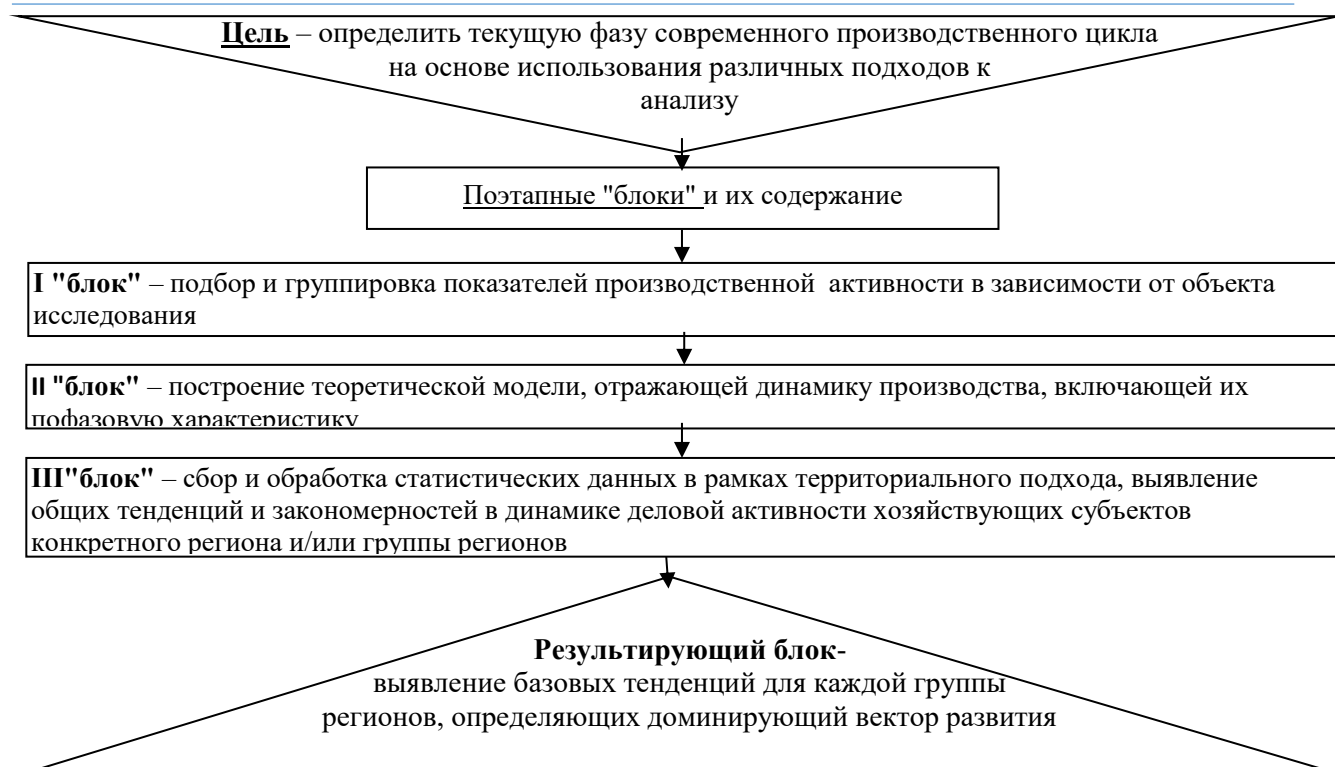 Цель – определить текущую фазу современного производственного цикла
на основе использования различных подходов к
анализу
Поэтапные "блоки" и их содержание
I "блок" – подбор и группировка показателей производственной активности в зависимости от объекта
исследования
II "блок" – построение теоретической модели, отражающей динамику производства, включающей их
пофазовую характеристику
III"блок" – сбор и обработка статистических данных в рамках территориального подхода, выявление
общих тенденций и закономерностей в динамике деловой активности хозяйствующих субъектов
конкретного региона и/или группы регионов
Результирующий блок-
выявление базовых тенденций для каждой группы
регионов, определяющих доминирующий вектор развития